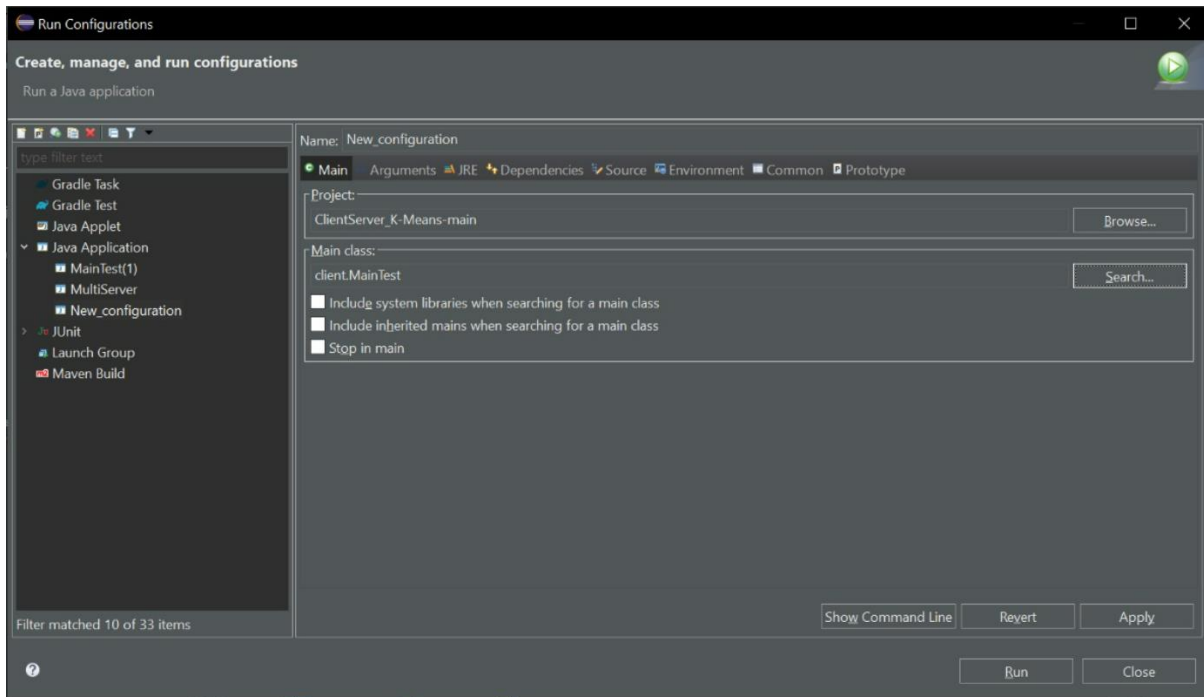 Run Configurations
Create, manage, and run configurations
Run a Java application
type filter text
Gradle Task
Gradle Test
Java Applet
Java Application
MainTest(1)
MultiServer
New_configuration
JUnit
Launch Group
Maven Build
Filter matched 10 of 33 items
Name: New_configuration
Main Arguments JRE Dependencies Source Environment Common Prototype
Project:
ClientServer_K-Means-main Browse...
Main class:
client.MainTest Search...
Include system libraries when searching for a main class
Include inherited mains when searching for a main class
Stop in main
Show Command Line Revert Apply
Run Close